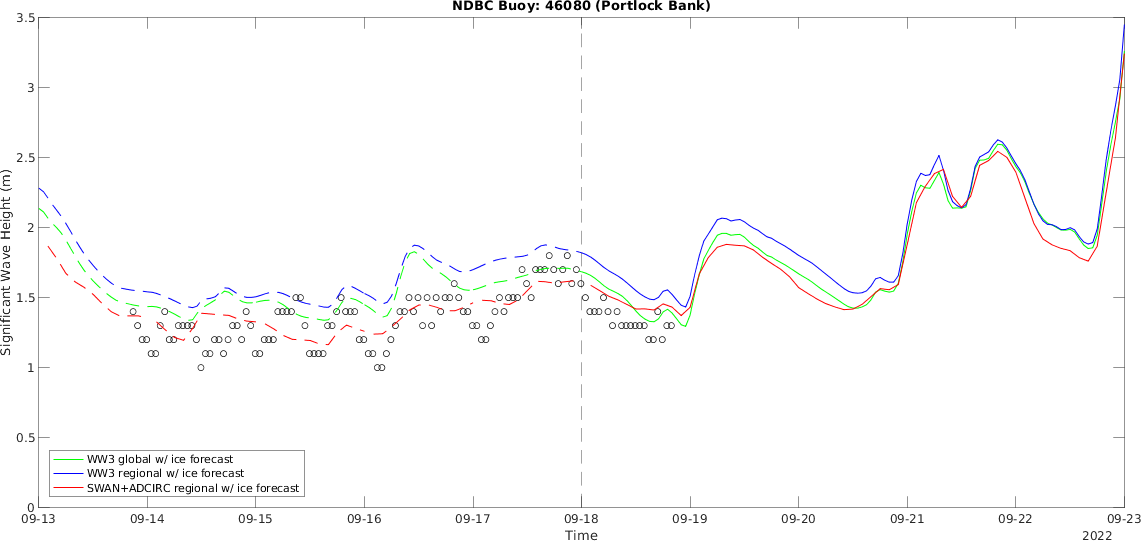 NDBC Buoy: 46080 (Portlock Bank)
Significant Wave Height (m)
3.5
3
2.5
2
1.5
1
0.5
0
WW3 global w/ ice forecast
WW3 regional w/ ice forecast
SWAN+ADCIRC regional w/ ice forecast
09-13 09-14 09-15 09-16 09-17 09-18 09-19 09-20 09-21 09-22 09-23
Time
2022